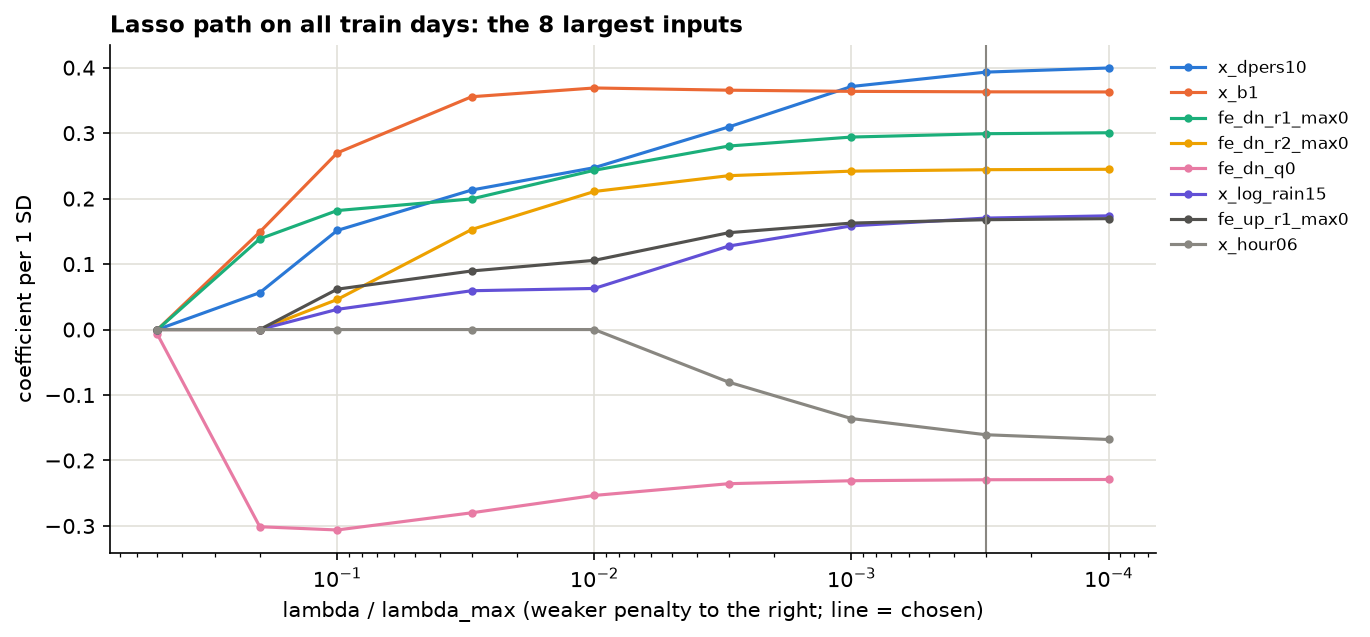 Lasso path on all train days: the 8 largest inputs
coefficient per 1 SD
0.4
0.3
0.2
0.1
0.0
−0.1
−0.2
−0.3
10⁻¹
10⁻²
10⁻³
10⁻⁴
lambda / lambda_max (weaker penalty to the right; line = chosen)
x_dpers10
x_b1
fe_dn_r1_max0
fe_dn_r2_max0
fe_dn_q0
x_log_rain15
fe_up_r1_max0
x_hour06